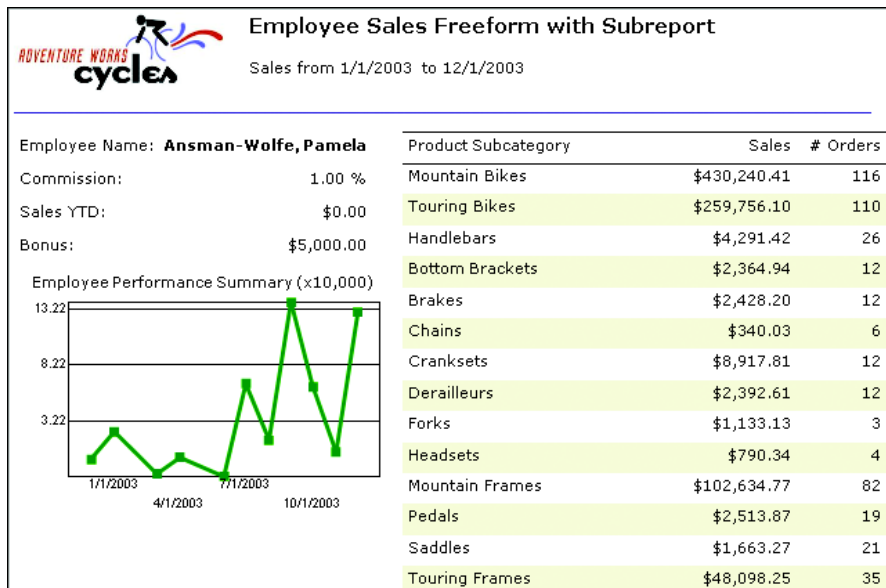 ADVENTURE WORKS
cycles
Employee Sales Freeform with Subreport
Sales from 1/1/2003 to 12/1/2003
Employee Name: Ansman-Wolfe, Pamela
Commission: 1.00 %
Sales YTD: $0.00
Bonus: $5,000.00
Employee Performance Summary (x10,000)
13.22
8.22
3.22
1/1/2003
4/1/2003
7/1/2003
10/1/2003
Product Subcategory Sales # Orders
Mountain Bikes $430,240.41 116
Touring Bikes $259,756.10 110
Handlebars $4,291.42 26
Bottom Brackets $2,364.94 12
Brakes $2,428.20 12
Chains $340.03 6
Cranksets $8,917.81 12
Derailleurs $2,392.61 12
Forks $1,133.13 3
Headsets $790.34 4
Mountain Frames $102,634.77 82
Pedals $2,513.87 19
Saddles $1,663.27 21
Touring Frames $48,098.25 35